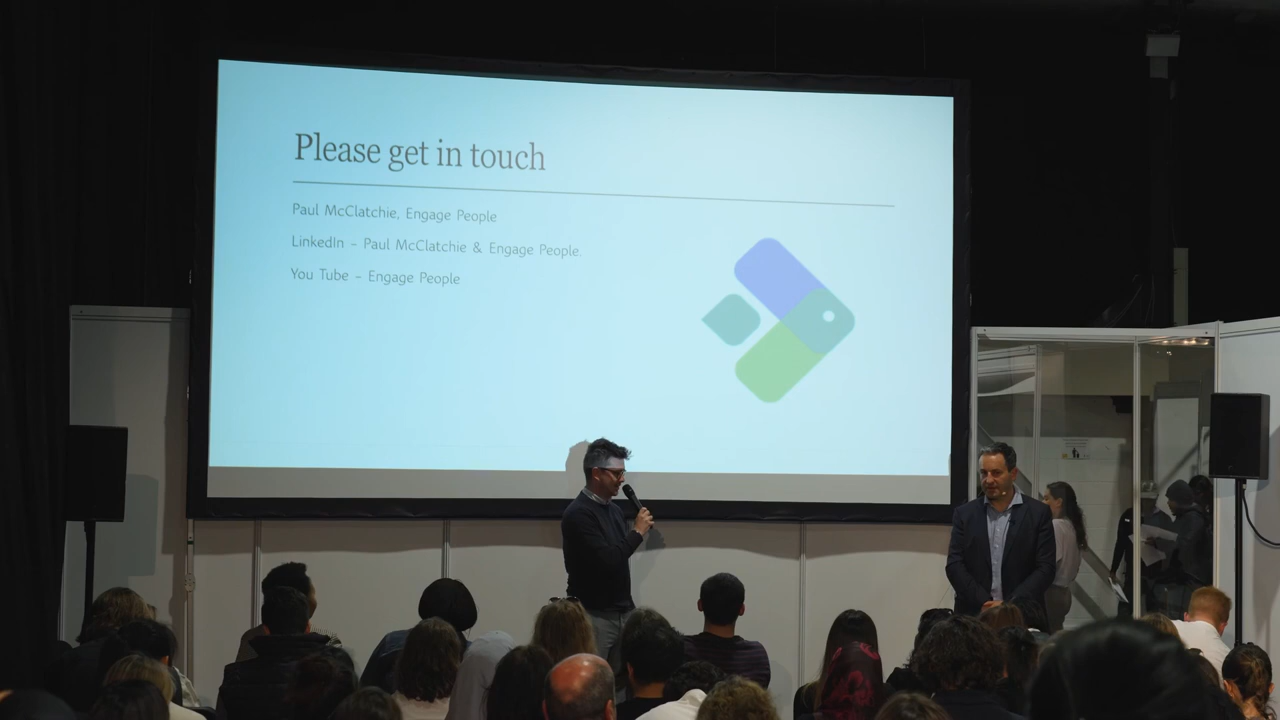 Please get in touch
Paul McClatchie, Engage People
LinkedIn - Paul McClatchie & Engage People.
You Tube - Engage People